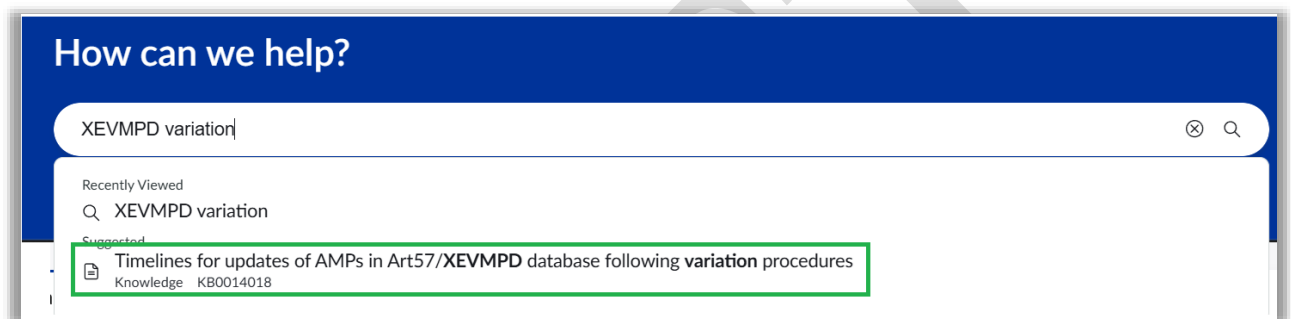 How can we help?
XEVMPD variation
Recently Viewed
XEVMPD variation
Suggested
Timelines for updates of AMPs in Art57/XEVMPD database following variation procedures
Knowledge KB0014018